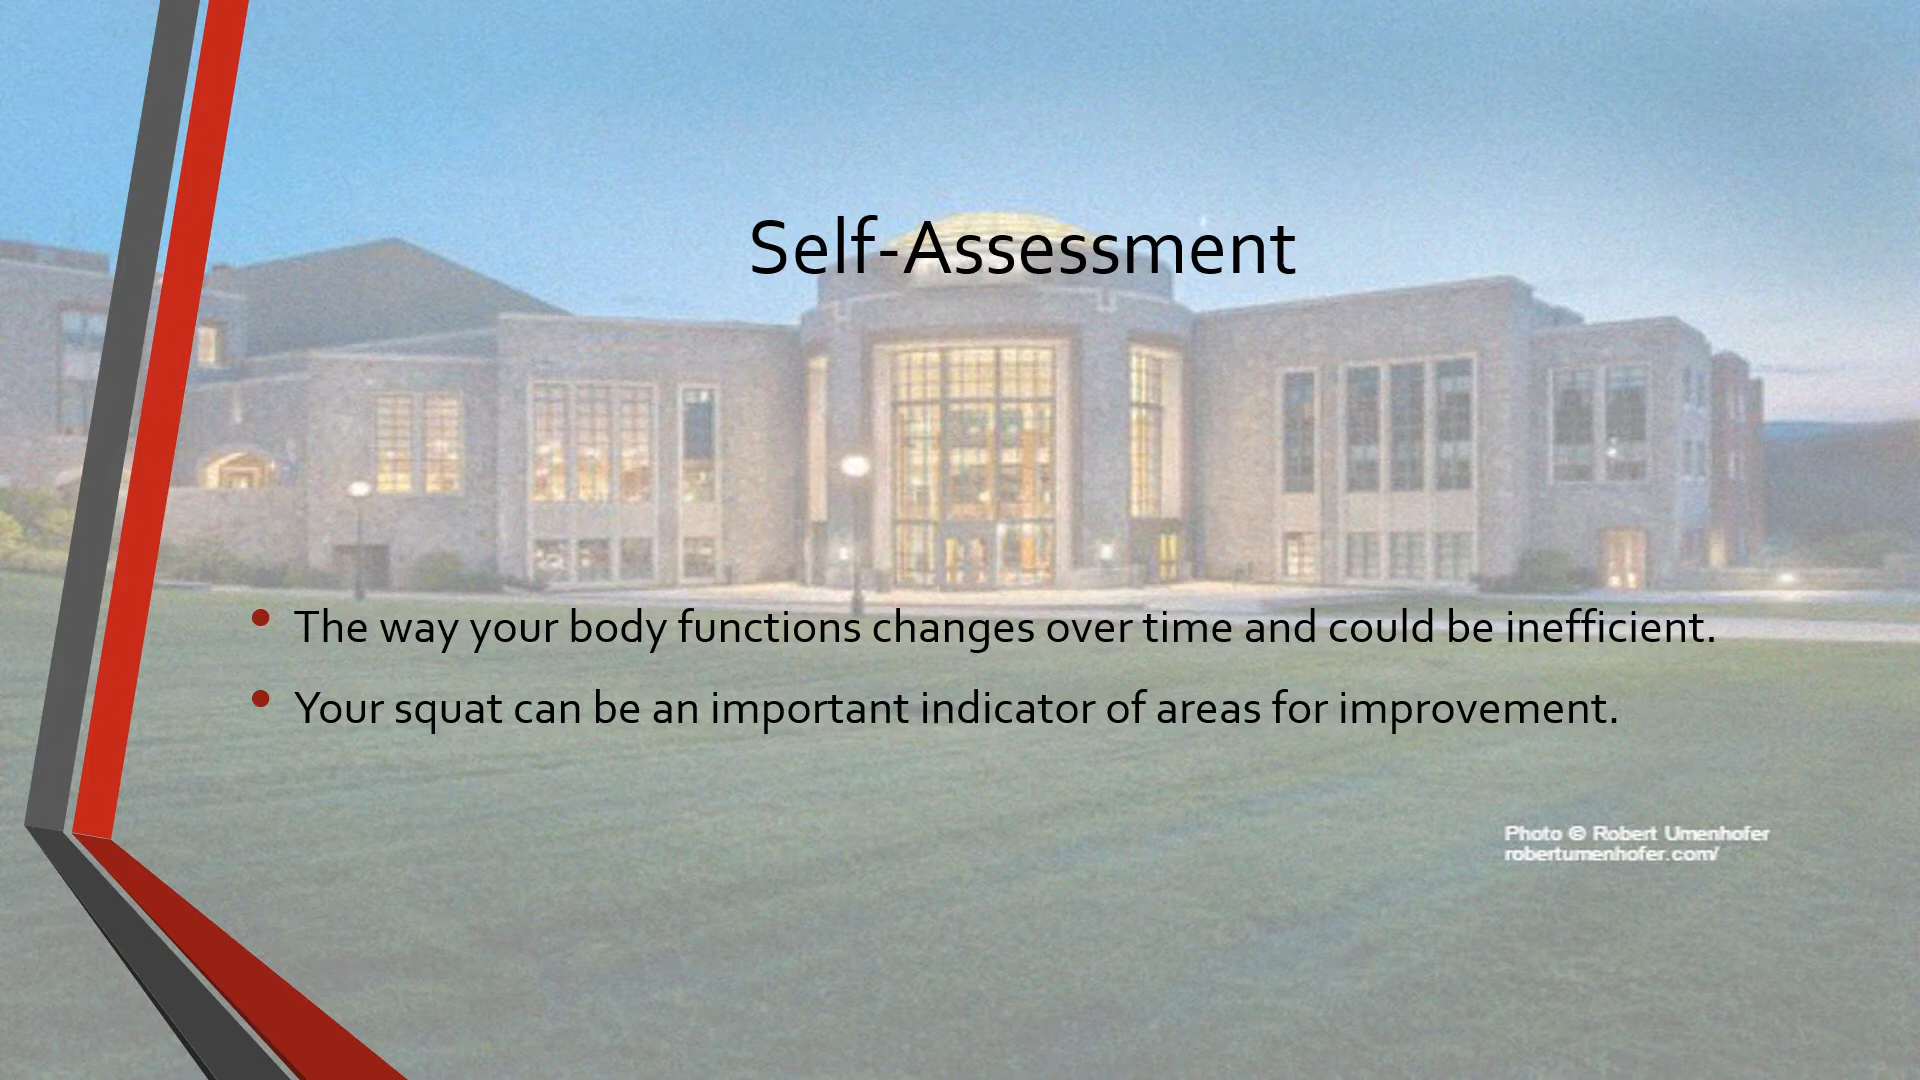 Self-Assessment
• The way your body functions changes over time and could be inefficient.
• Your squat can be an important indicator of areas for improvement.
Photo © Robert Umenhofer
robertumenhofer.com/